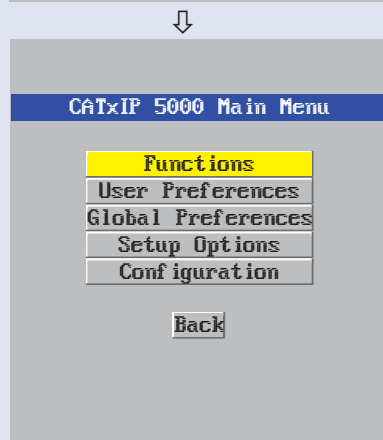 CATxIP 5000 Main Menu
Functions
User Preferences
Global Preferences
Setup Options
Configuration
Back